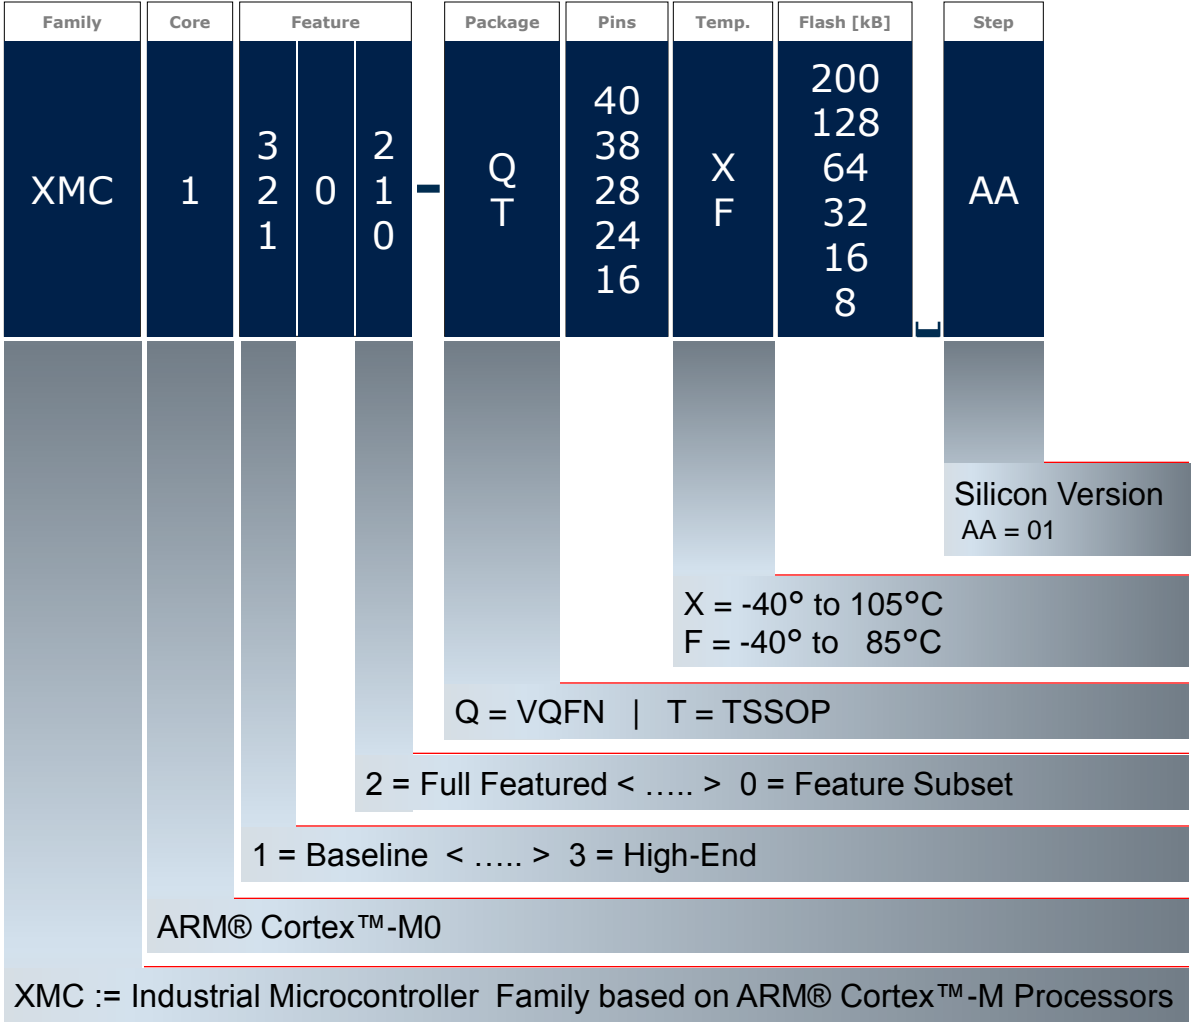 Family Core Feature Package Pins Temp. Flash [kB] Step
XMC 1 3 0 2 - Q 40 X 200 AA
2 1 T 38 F 128
1 0 28 64
24 32
16 16
8
Silicon Version
AA = 01
X = -40° to 105°C
F = -40° to 85°C
Q = VQFN | T = TSSOP
2 = Full Featured < ..... > 0 = Feature Subset
1 = Baseline < ..... > 3 = High-End
ARM® Cortex™-M0
XMC := Industrial Microcontroller Family based on ARM® Cortex™-M Processors